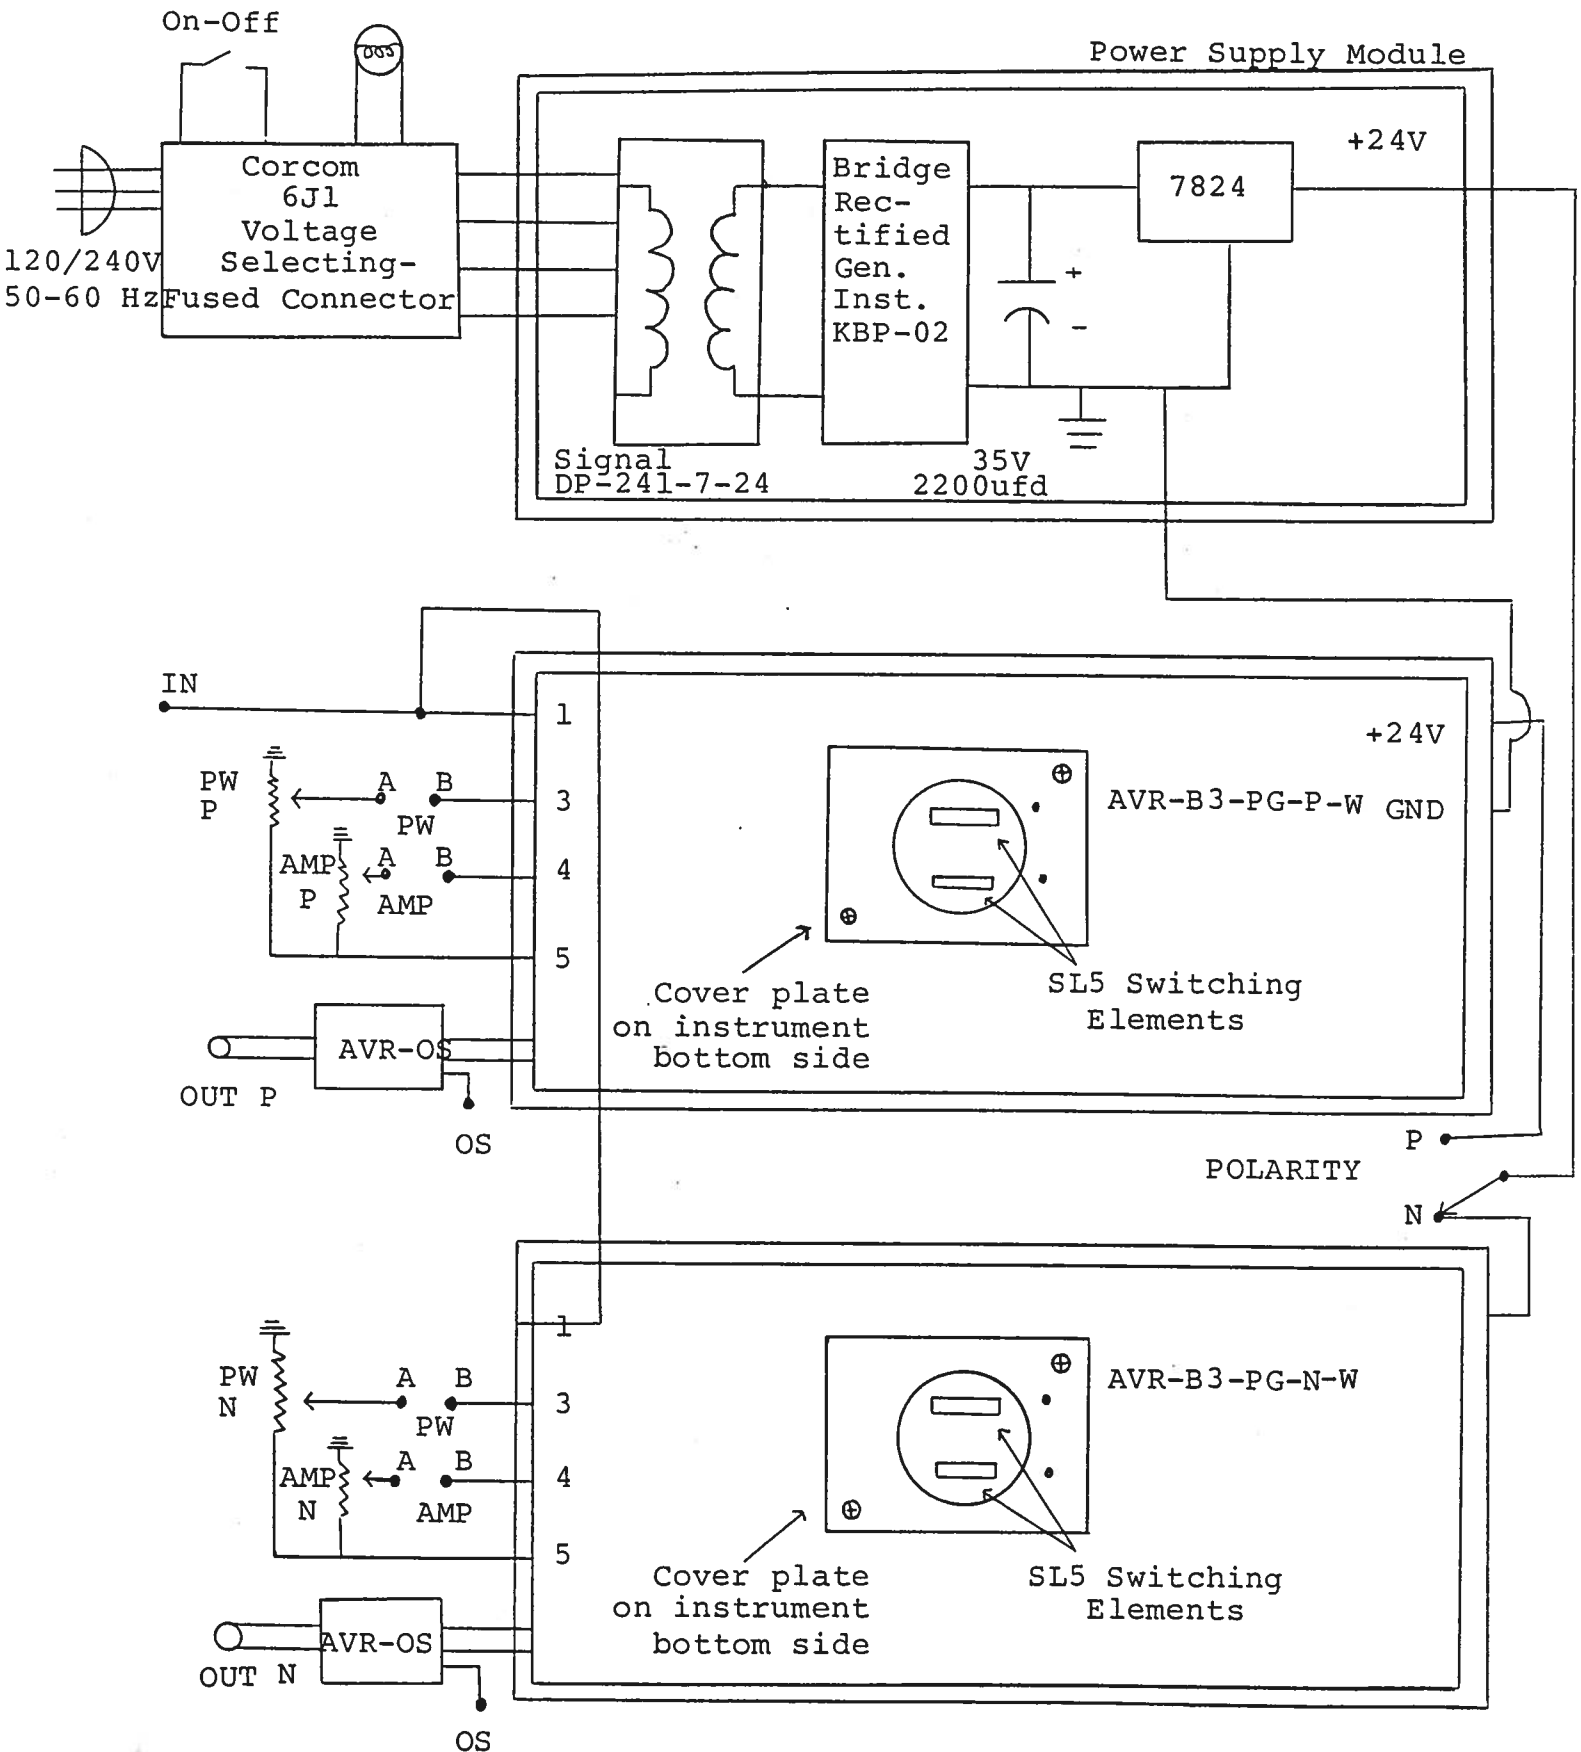 On-Off
Power Supply Module
Corcom
6J1
Voltage
Selecting-
Fused Connector
120/240V
50-60 Hz
Bridge
Rec-
tified
Gen.
Inst.
KBP-02
7824
+24V
+
-
Signal
DP-241-7-24
35V
2200ufd
IN
1
+24V
PW
P
A B
3
PW
AVR-B3-PG-P-W GND
AMP
P
A B
4
AMP
5
Cover plate
on instrument
bottom side
SL5 Switching
Elements
AVR-OS
OUT P
OS
P
POLARITY
N
1
PW
N
A B
3
PW
AVR-B3-PG-N-W
AMP
N
A B
4
AMP
5
Cover plate
on instrument
bottom side
SL5 Switching
Elements
AVR-OS
OUT N
OS